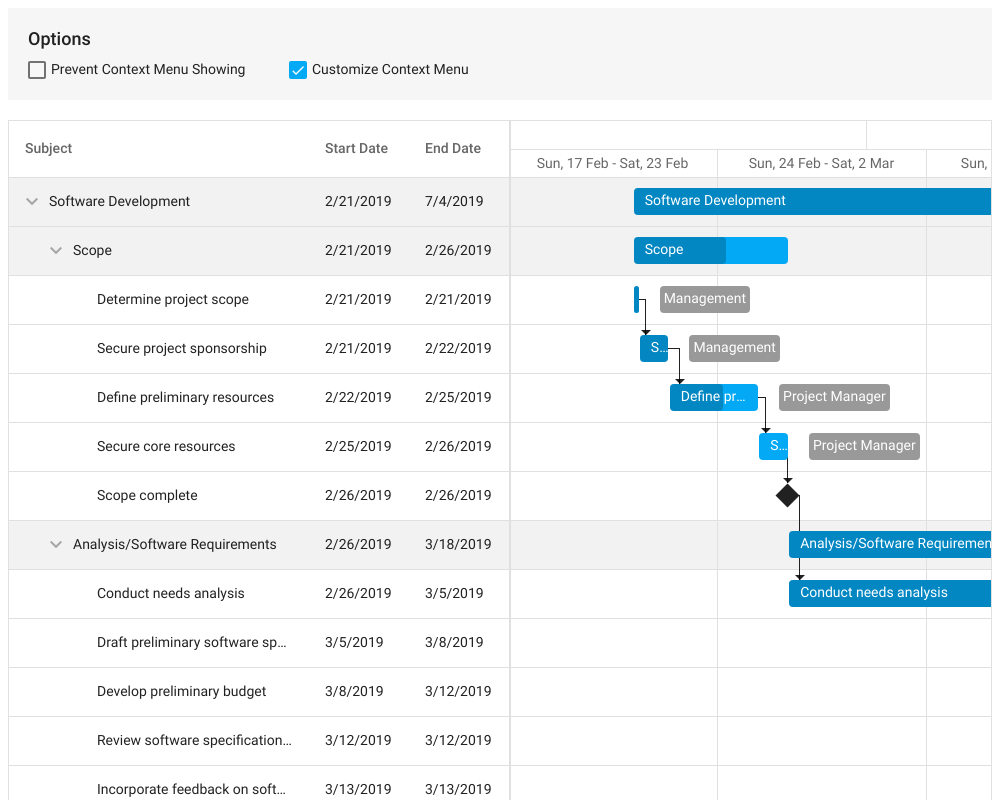 Options
Prevent Context Menu Showing Customize Context Menu
Subject Start Date End Date
Sun, 17 Feb - Sat, 23 Feb Sun, 24 Feb - Sat, 2 Mar Sun,
Software Development 2/21/2019 7/4/2019 Software Development
Scope 2/21/2019 2/26/2019 Scope
Determine project scope 2/21/2019 2/21/2019 Management
Secure project sponsorship 2/21/2019 2/22/2019 S... Management
Define preliminary resources 2/22/2019 2/25/2019 Define pr... Project Manager
Secure core resources 2/25/2019 2/26/2019 S... Project Manager
Scope complete 2/26/2019 2/26/2019
Analysis/Software Requirements 2/26/2019 3/18/2019 Analysis/Software Requiremen
Conduct needs analysis 2/26/2019 3/5/2019 Conduct needs analysis
Draft preliminary software sp... 3/5/2019 3/8/2019
Develop preliminary budget 3/8/2019 3/12/2019
Review software specification... 3/12/2019 3/12/2019
Incorporate feedback on soft... 3/13/2019 3/13/2019